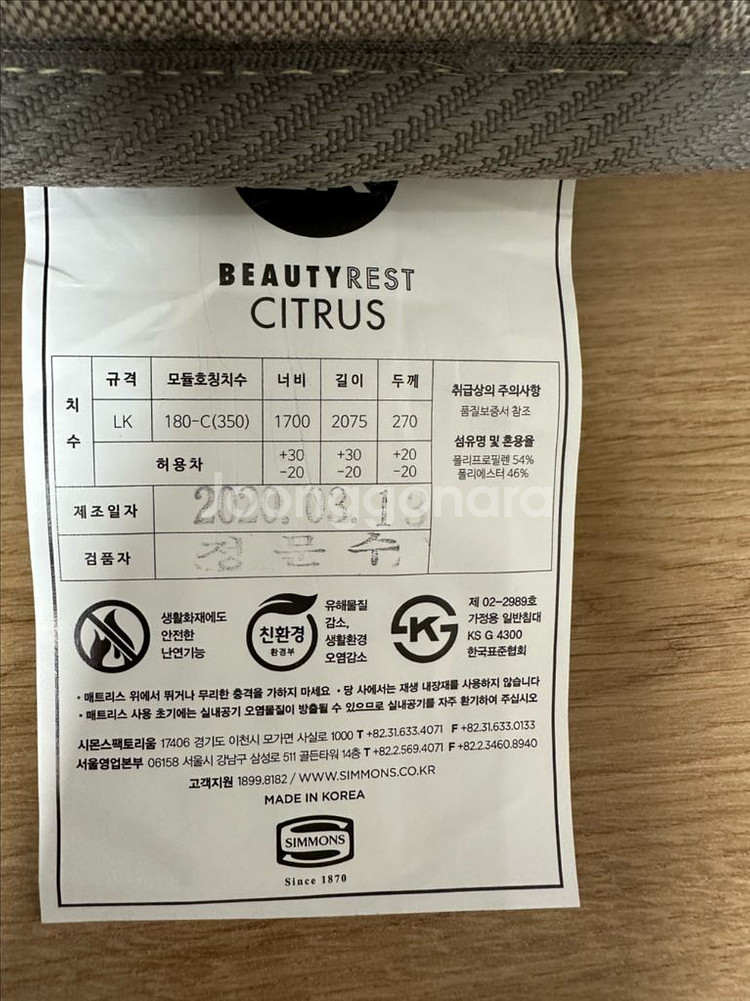 BEAUTYREST
CITRUS
치수 규격 모듈호칭치수 너비 길이 두께
LK 180-C(350) 1700 2075 270
허용차 +30 -20 +30 -20 +20 -20
제조일자 2020.03.13
검품자 정문수
취급상의 주의사항
품질보증서 참조
섬유명 및 혼용율
폴리프로필렌 54%
폴리에스터 46%
Joonggonara
생활화재에도
안전한
난연기능
친환경
환경부
유해물질
감소,
생활환경
오염감소
K
제 02-2989호
가정용 일반침대
KS G 4300
한국표준협회
• 매트리스 위에서 뛰거나 무리한 충격을 가하지 마세요 • 당 사에서는 재생 내장재를 사용하지 않습니다
• 매트리스 사용 초기에는 실내공기 오염물질이 방출될 수 있으므로 실내공기를 자주 환기하여 주십시오
시몬스팩토리움 17406 경기도 이천시 모가면 사실로 1000 T +82.31.633.4071 F +82.31.633.0133
서울영업본부 06158 서울시 강남구 삼성로 511 골든타워 14층 T +82.2.569.4071 F +82.2.3460.8940
고객지원 1899.8182 / WWW.SIMMONS.CO.KR
MADE IN KOREA
SIMMONS
Since 1870